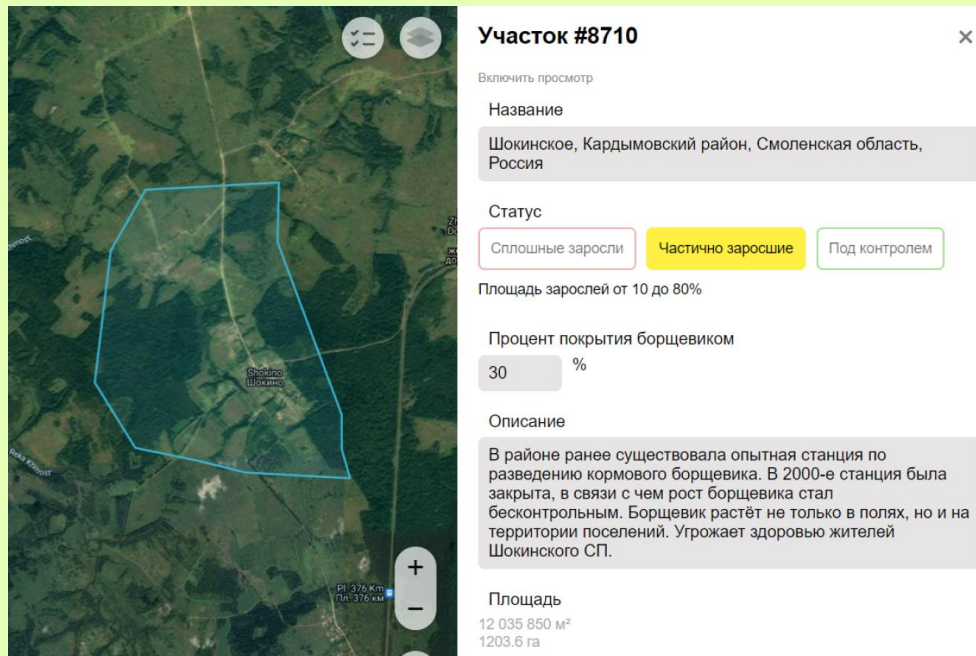 Участок #8710
×
Включить просмотр
Название
Шокинское, Кардымовский район, Смоленская область,
Россия
Статус
Сплошные заросли
Частично заросшие
Под контролем
Площадь зарослей от 10 до 80%
Процент покрытия борщевиком
30 %
Описание
В районе ранее существовала опытная станция по
разведению кормового борщевика. В 2000-е станция была
закрыта, в связи с чем рост борщевика стал
бесконтрольным. Борщевик растёт не только в полях, но и на
территории поселений. Угрожает здоровью жителей
Шокинского СП.
Площадь
12 035 850 м²
1203.6 га
Shokino
Шокино
Pl. 376 Km
Пл. 376 км
+
−